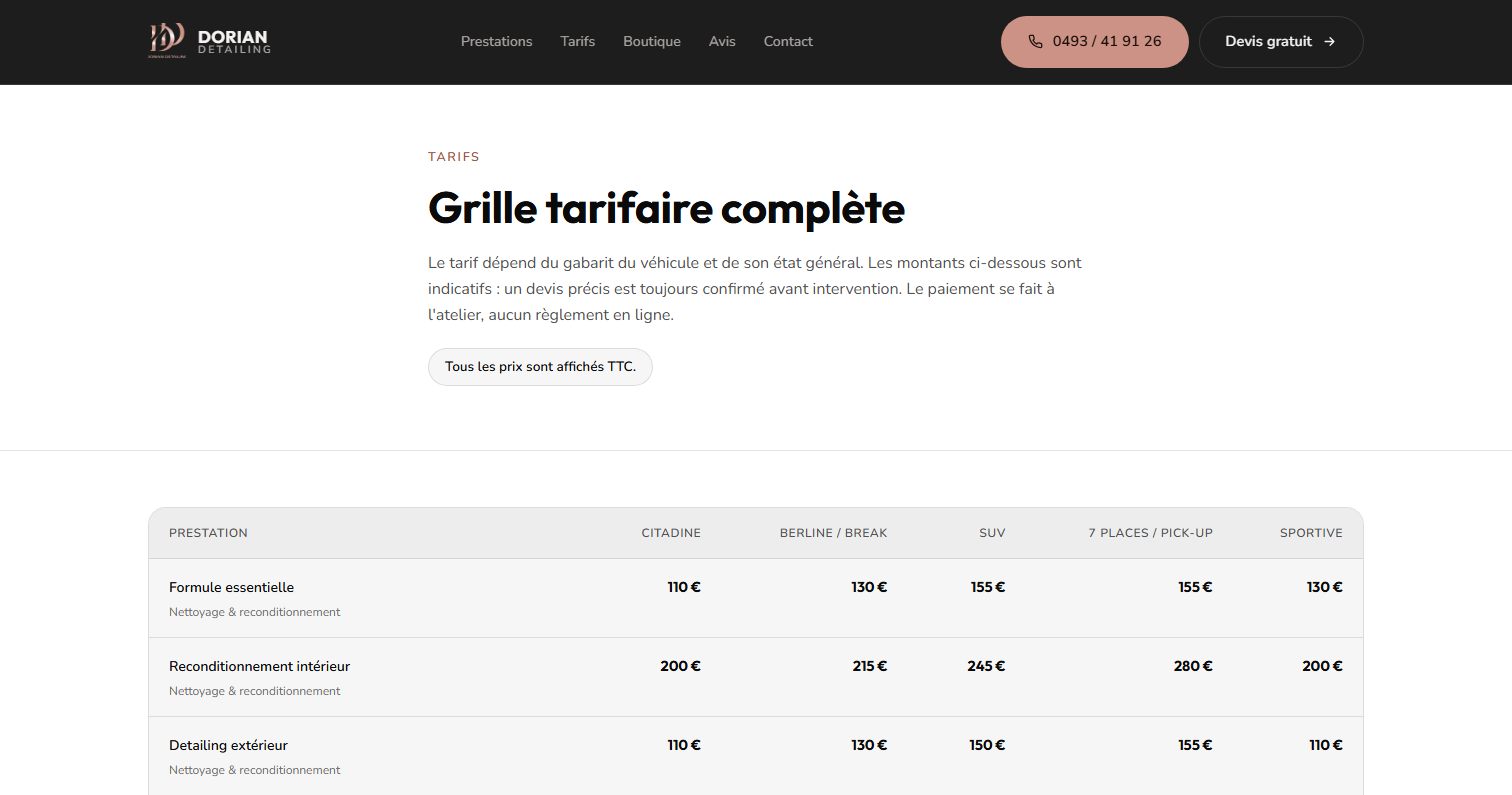 DORIAN
DETAILING
Prestations
Tarifs
Boutique
Avis
Contact
0493 / 41 91 26
Devis gratuit →
TARIFS
Grille tarifaire complète
Le tarif dépend du gabarit du véhicule et de son état général. Les montants ci-dessous sont
indicatifs : un devis précis est toujours confirmé avant intervention. Le paiement se fait à
l'atelier, aucun règlement en ligne.
Tous les prix sont affichés TTC.
PRESTATION CITADINE BERLINE / BREAK SUV 7 PLACES / PICK-UP SPORTIVE
Formule essentielle 110 € 130 € 155 € 155 € 130 €
Nettoyage & reconditionnement
Reconditionnement intérieur 200 € 215 € 245 € 280 € 200 €
Nettoyage & reconditionnement
Detailing extérieur 110 € 130 € 150 € 155 € 110 €
Nettoyage & reconditionnement